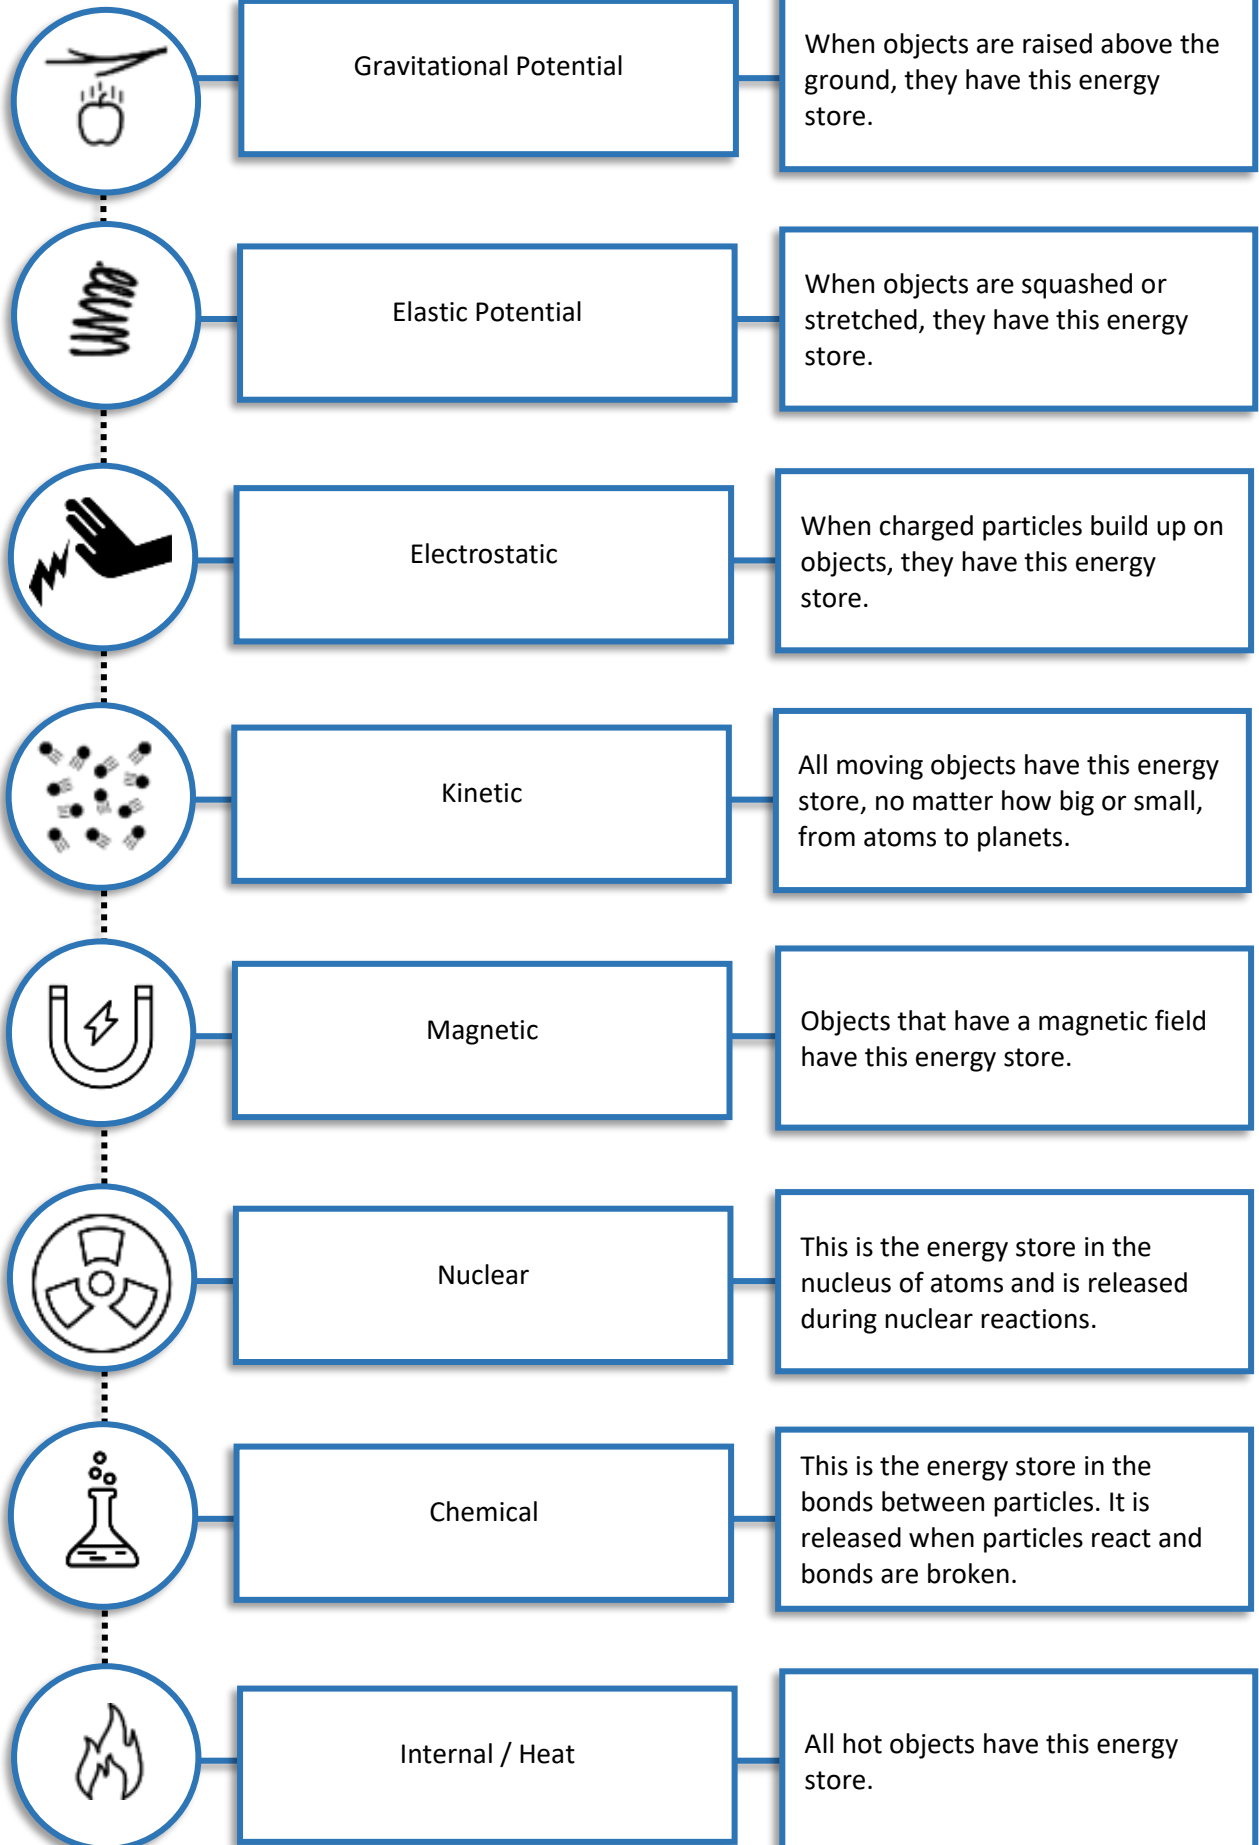 Gravitational Potential
When objects are raised above the
ground, they have this energy
store.
Elastic Potential
When objects are squashed or
stretched, they have this energy
store.
Electrostatic
When charged particles build up on
objects, they have this energy
store.
Kinetic
All moving objects have this energy
store, no matter how big or small,
from atoms to planets.
Magnetic
Objects that have a magnetic field
have this energy store.
Nuclear
This is the energy store in the
nucleus of atoms and is released
during nuclear reactions.
Chemical
This is the energy store in the
bonds between particles. It is
released when particles react and
bonds are broken.
Internal / Heat
All hot objects have this energy
store.